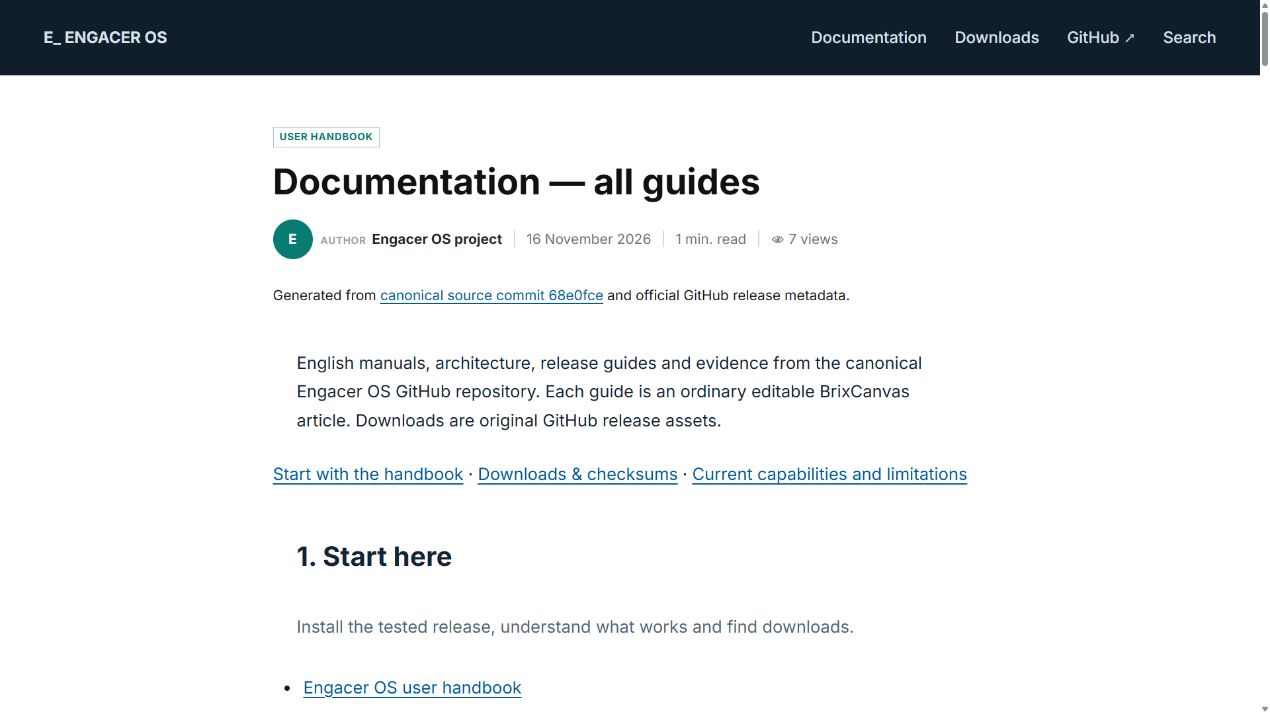 E_ ENGACER OS
Documentation
Downloads
GitHub ↗
Search
USER HANDBOOK
Documentation — all guides
E
AUTHOR Engacer OS project
16 November 2026
1 min. read
7 views
Generated from canonical source commit 68e0fce and official GitHub release metadata.
English manuals, architecture, release guides and evidence from the canonical
Engacer OS GitHub repository. Each guide is an ordinary editable BrixCanvas
article. Downloads are original GitHub release assets.
Start with the handbook · Downloads & checksums · Current capabilities and limitations
1. Start here
Install the tested release, understand what works and find downloads.
• Engacer OS user handbook